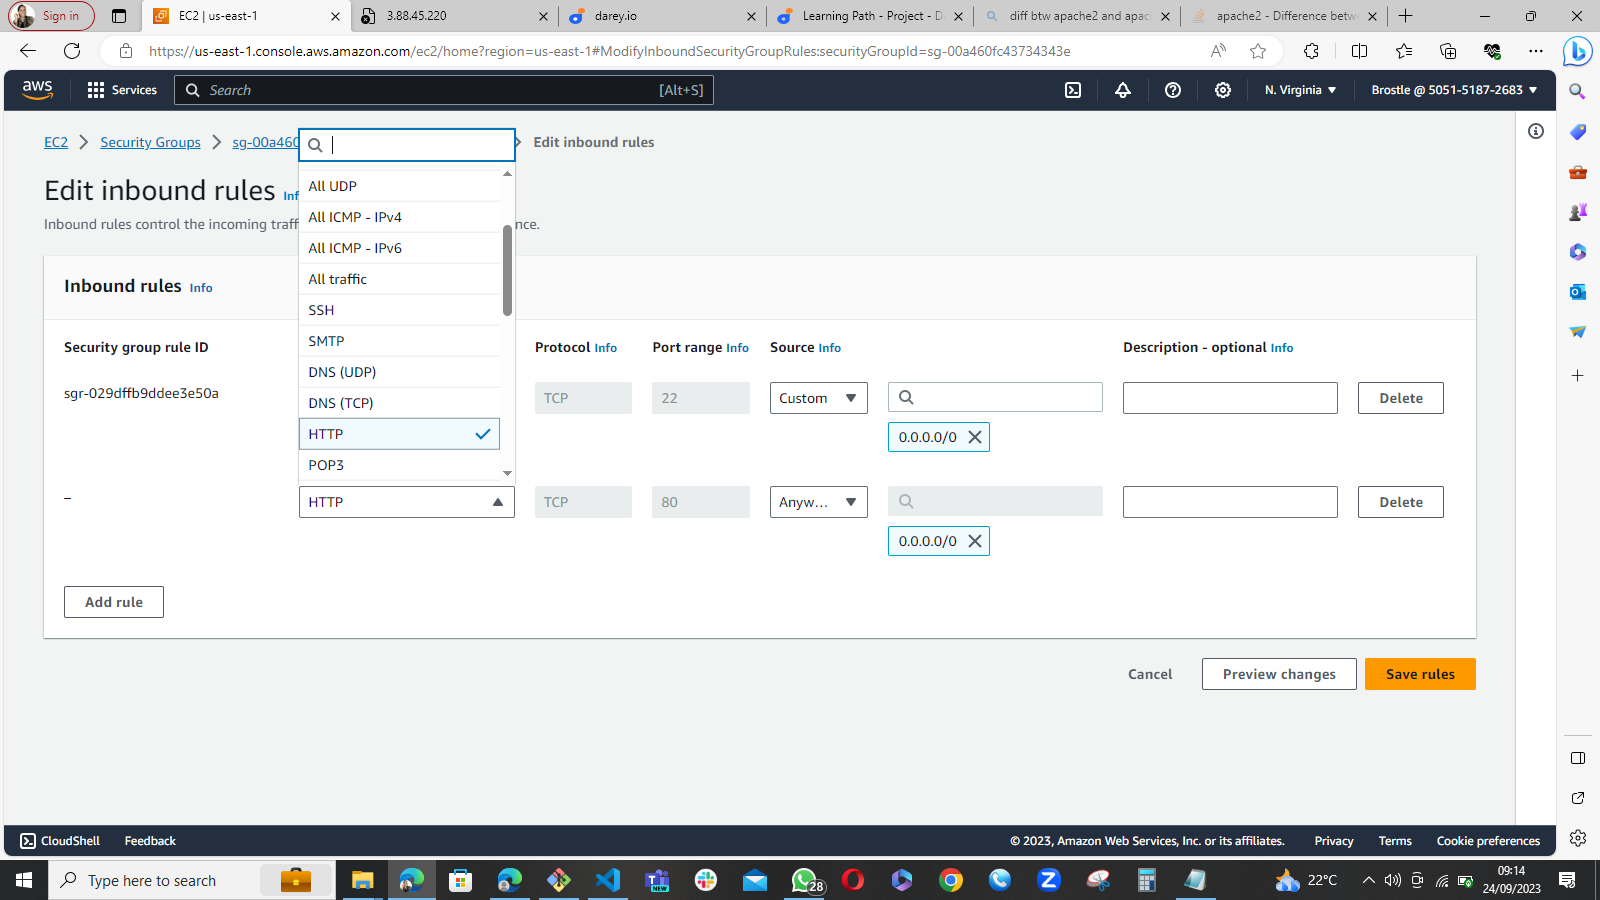 Sign in
EC2 | us-east-1
3.88.45.220
darey.io
Learning Path - Project - D
diff btw apache2 and apac
apache2 - Difference betw
https://us-east-1.console.aws.amazon.com/ec2/home?region=us-east-1#ModifyInboundSecurityGroupRules:securityGroupId=sg-00a460fc43734343e
aws
Services
Search
[Alt+S]
N. Virginia
Brostle @ 5051-5187-2683
EC2
Security Groups
sg-00a460
Edit inbound rules
Edit inbound rules Inf
Inbound rules control the incoming traff
nce.
All UDP
All ICMP - IPv4
All ICMP - IPv6
All traffic
SSH
SMTP
DNS (UDP)
DNS (TCP)
HTTP
POP3
Inbound rules Info
Security group rule ID
Protocol Info
Port range Info
Source Info
Description - optional Info
sgr-029dffb9ddee3e50a
TCP
22
Custom
Delete
0.0.0.0/0
–
HTTP
TCP
80
Anyw...
Delete
0.0.0.0/0
Add rule
Cancel
Preview changes
Save rules
CloudShell
Feedback
© 2023, Amazon Web Services, Inc. or its affiliates.
Privacy
Terms
Cookie preferences
Type here to search
NEW
28
22°C
09:14
24/09/2023